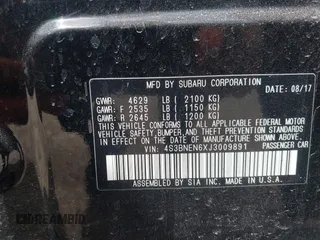 MFD. BY SUBARU CORPORATION DATE: 08/17
GVWR: 4629 LB ( 2100 KG)
GAWR: F 2535 LB ( 1150 KG)
GAWR: R 2645 LB ( 1200 KG)
THIS VEHICLE CONFORMS TO ALL APPLICABLE FEDERAL MOTOR
VEHICLE SAFETY, BUMPER, AND THEFT PREVENTION STANDARDS IN
EFFECT ON THE DATE OF MANUFACTURE SHOWN ABOVE.
VIN: 4S3BNEN6XJ3009891 PASSENGER CAR
ASSEMBLED BY SIA INC. MADE IN U.S.A.
DREAMBID